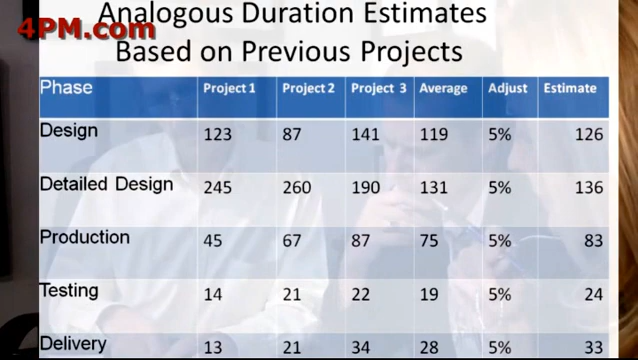 Analogous Duration Estimates
4PM.com
Based on Previous Projects
Phase Project 1 Project 2 Project 3 Average Adjust Estimate
Design 123 87 141 119 5% 126
Detailed Design 245 260 190 131 5% 136
Production 45 67 87 75 5% 83
Testing 14 21 22 19 5% 24
Delivery 13 21 34 28 5% 33